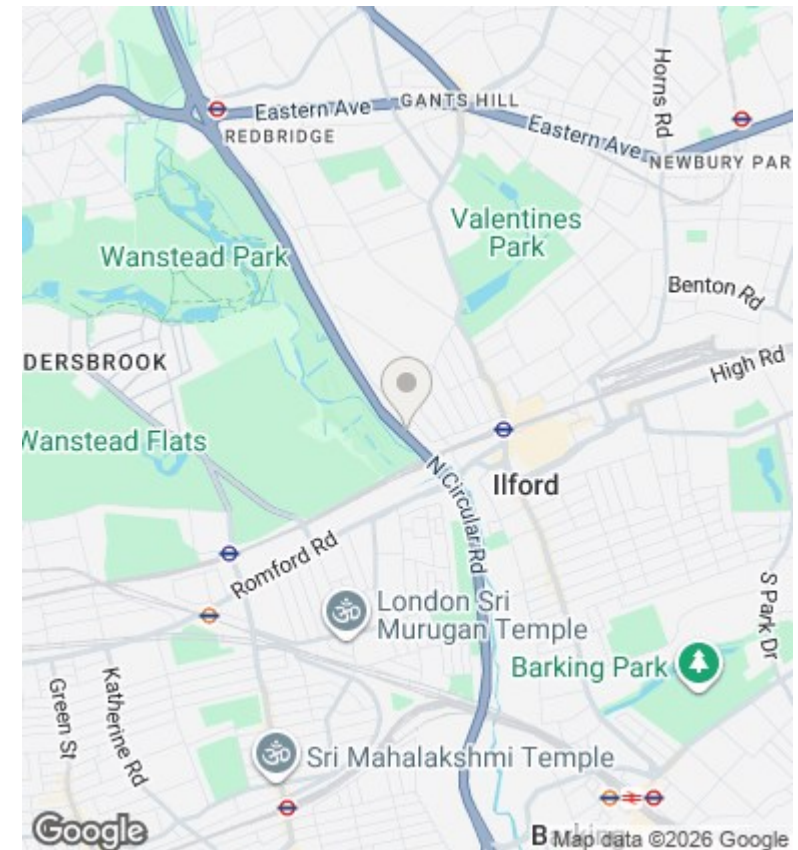 Eastern Ave
GANTS HILL
REDBRIDGE
Eastern Ave
Horns Rd
NEWBURY PAR
Valentines
Park
Wanstead Park
Benton Rd
DERSBROOK
High Rd
Wanstead Flats
N Circular Rd
Ilford
Romford Rd
London Sri
Murugan Temple
S Park Dr
Barking Park
Green St
Katherine Rd
Sri Mahalakshmi Temple
Google
Map data ©2026 Google